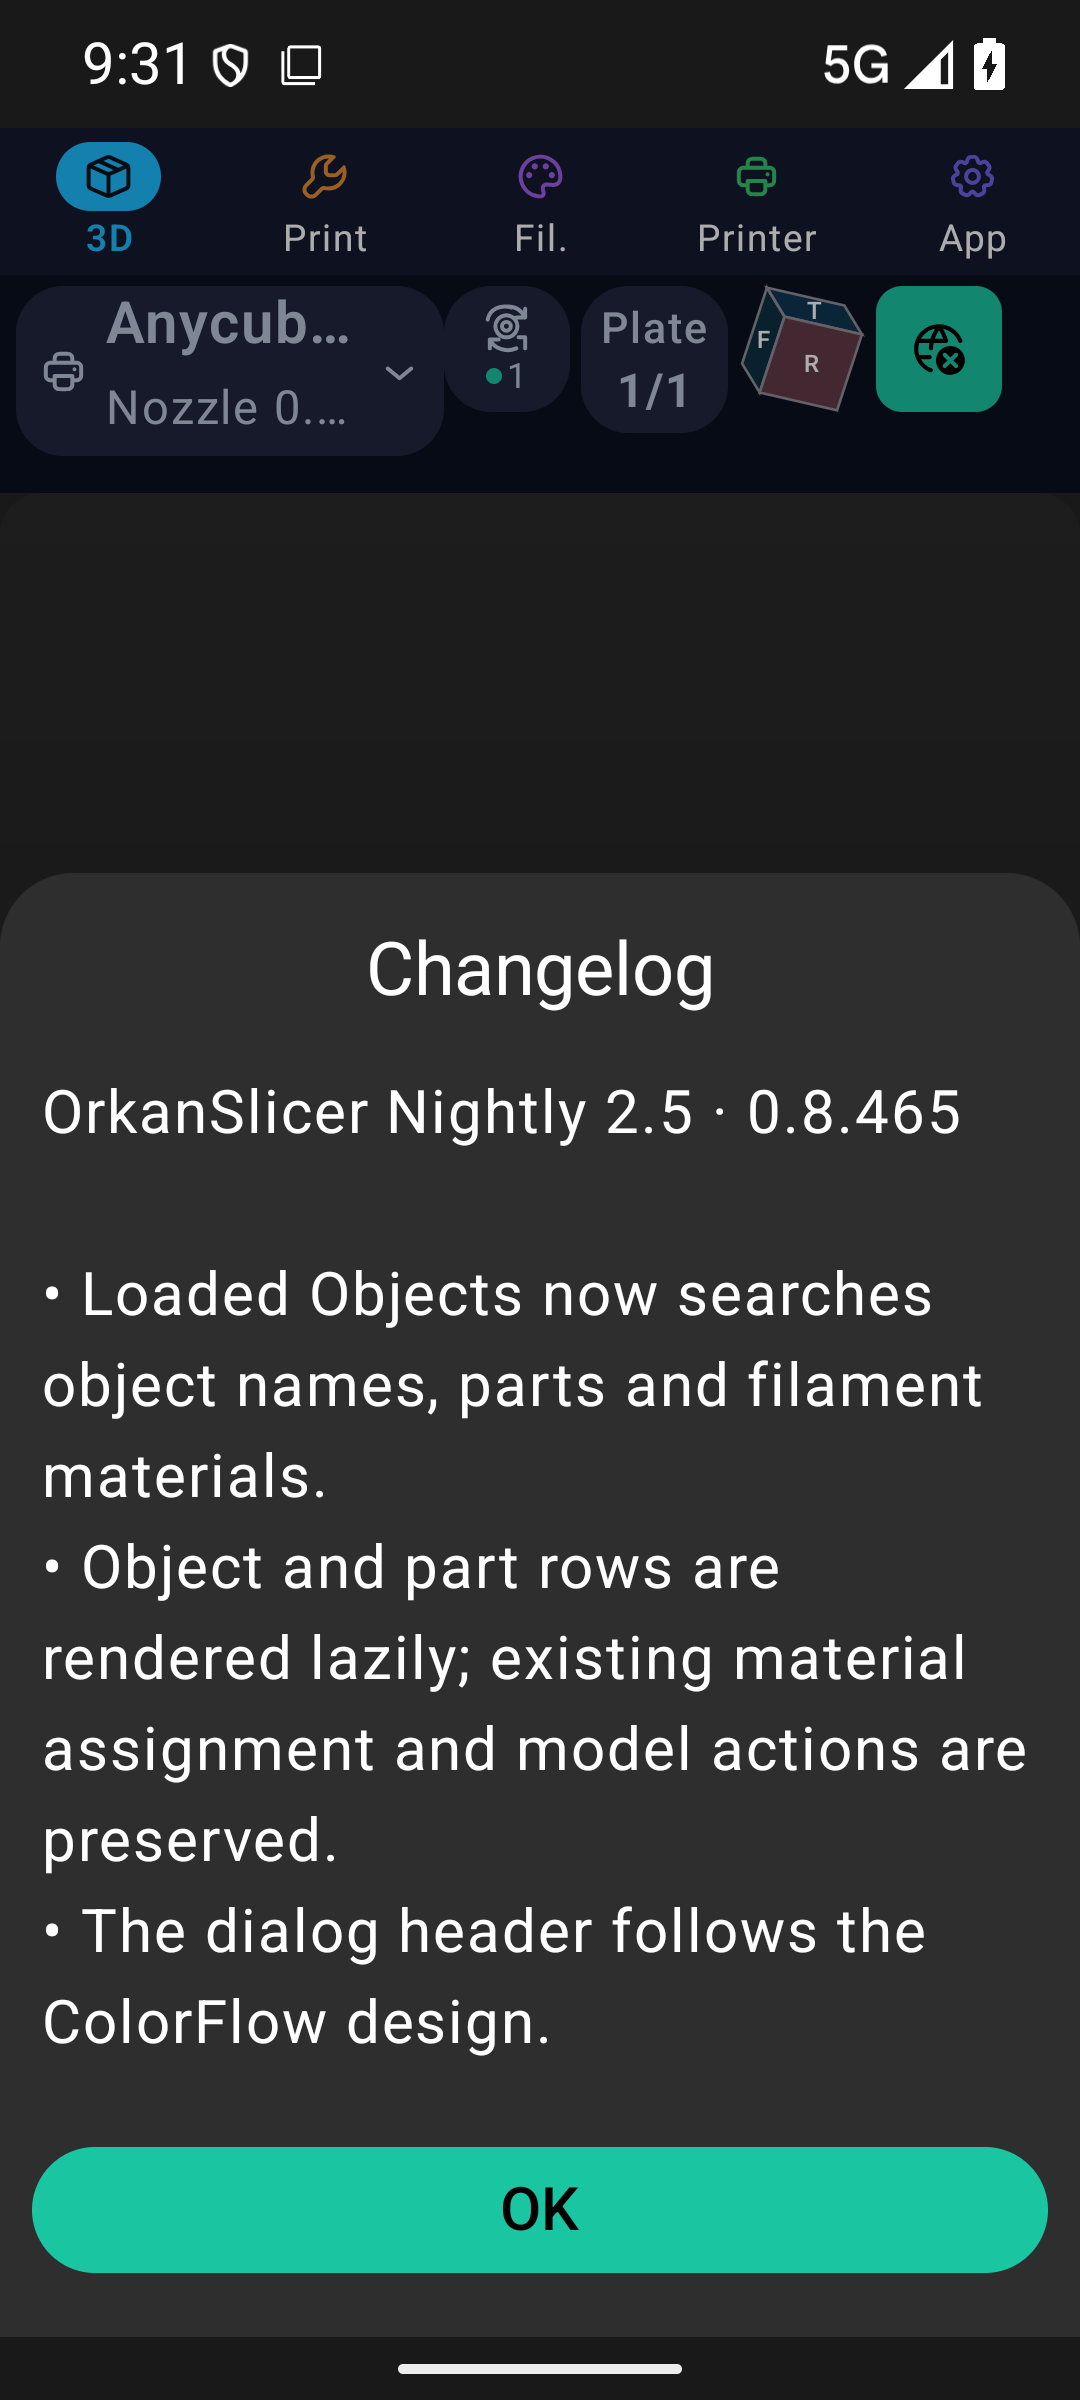 9:31
5G
3D
Print
Fil.
Printer
App
Anycub...
Nozzle 0....
1
Plate
1/1
T
F
R
Changelog
OrkanSlicer Nightly 2.5 · 0.8.465
• Loaded Objects now searches
object names, parts and filament
materials.
• Object and part rows are
rendered lazily; existing material
assignment and model actions are
preserved.
• The dialog header follows the
ColorFlow design.
OK